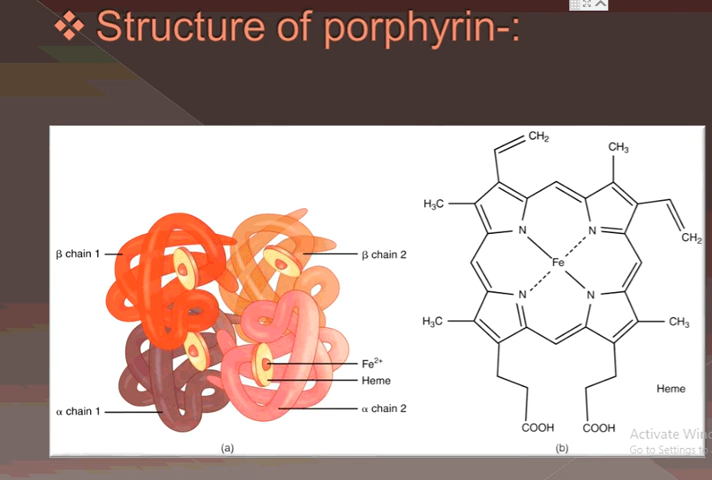 ❖ Structure of porphyrin-:
β chain 1
β chain 2
Fe²⁺
Heme
α chain 1
α chain 2
(a)
CH₂
CH₃
H₃C
CH₂
N
N
Fe
N
N
H₃C
CH₃
Heme
COOH
COOH
(b)
Activate Win
Go to Settings to